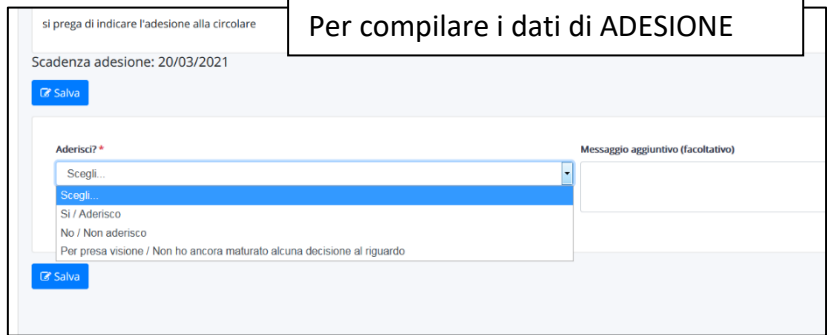 Per compilare i dati di ADESIONE
si prega di indicare l'adesione alla circolare
Scadenza adesione: 20/03/2021
Salva
Aderisci? *
Messaggio aggiuntivo (facoltativo)
Scegli...
Scegli...
Si / Aderisco
No / Non aderisco
Per presa visione / Non ho ancora maturato alcuna decisione al riguardo
Salva